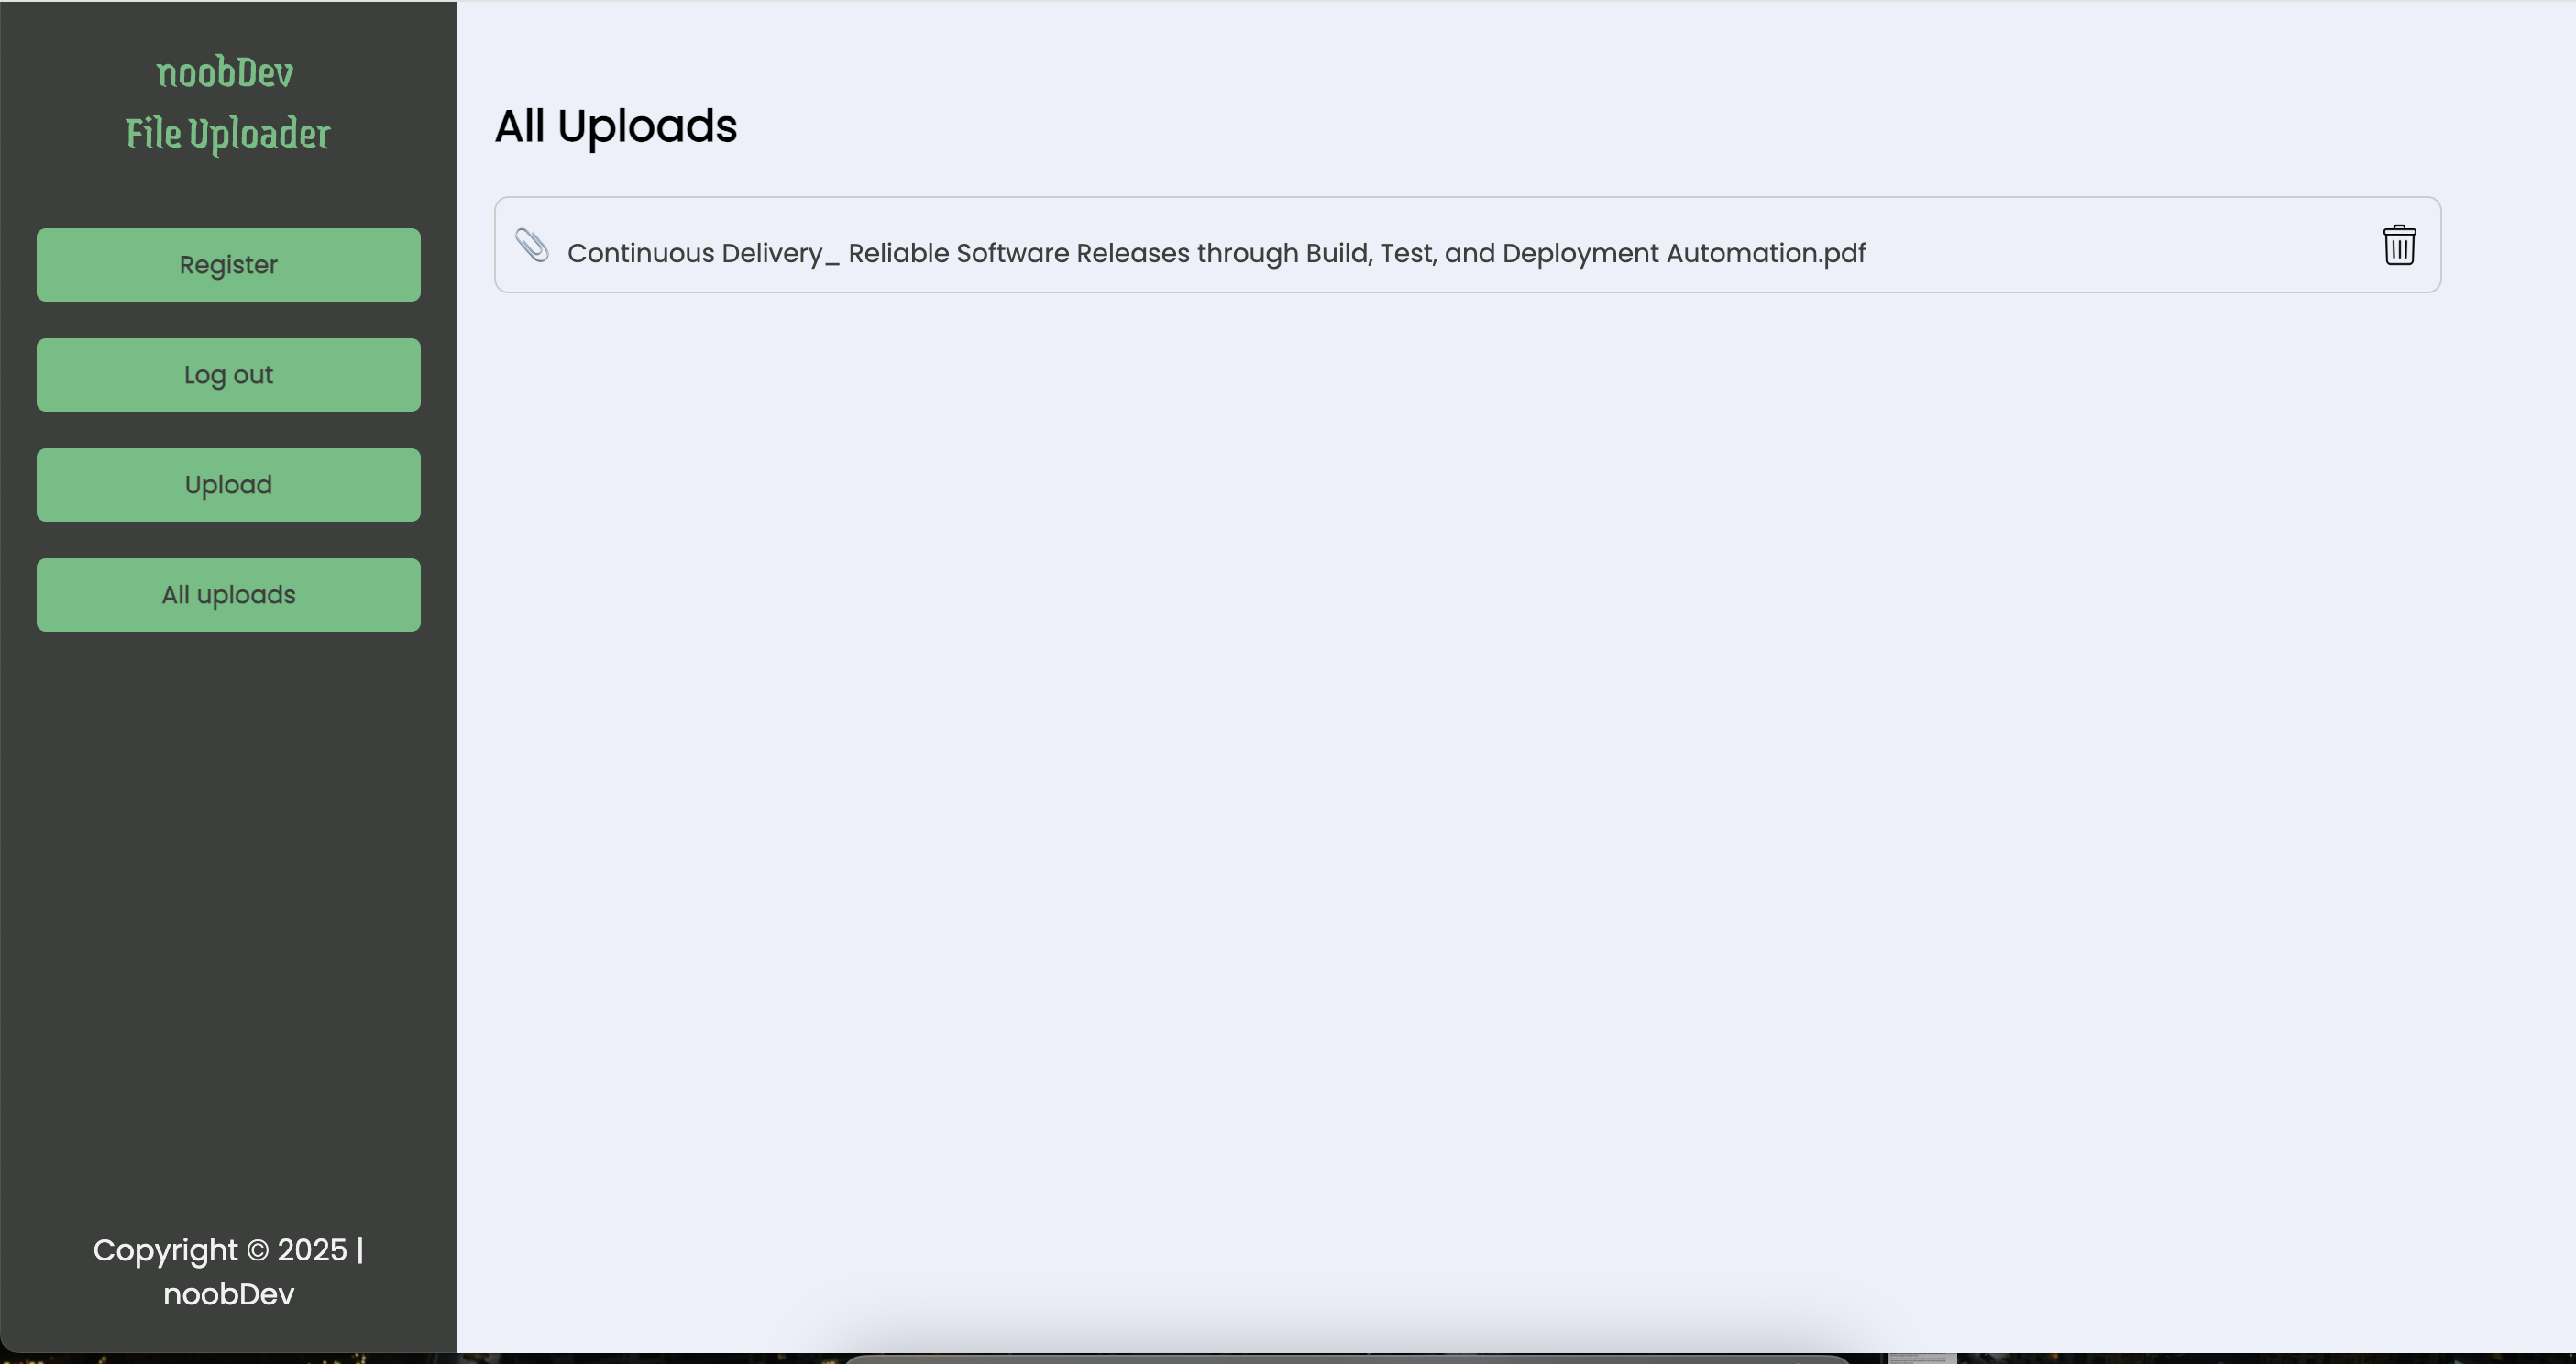 noobDev
File Uploader
Register
Log out
Upload
All uploads
Copyright © 2025 |
noobDev
All Uploads
Continuous Delivery_ Reliable Software Releases through Build, Test, and Deployment Automation.pdf